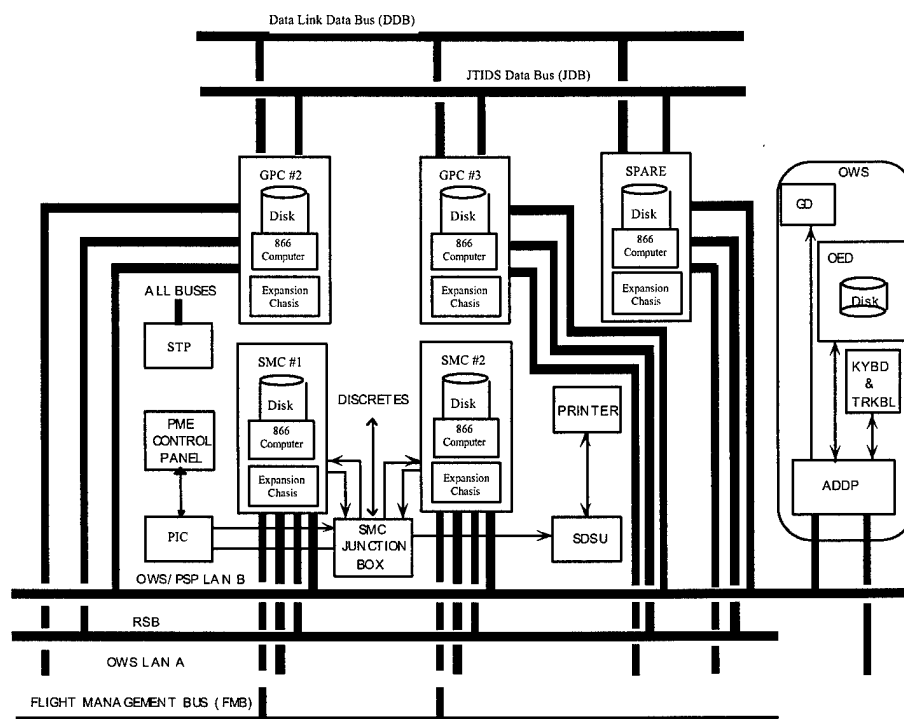 Data Link Data Bus (DDB)
JTIDS Data Bus (JDB)
GPC #2
Disk
866
Computer
Expansion
Chasis
GPC #3
Disk
866
Computer
Expansion
Chasis
SPARE
Disk
866
Computer
Expansion
Chasis
OWS
GD
OED
Disk
KYBD
&
TRKBL
ADDP
ALL BUSES
STP
SMC #1
Disk
866
Computer
Expansion
Chasis
DISCRETES
SMC #2
Disk
866
Computer
Expansion
Chasis
PRINTER
PME
CONTROL
PANEL
PIC
SMC
JUNCTION
BOX
SDSU
OWS/ PSP LAN B
RSB
OWS LAN A
FLIGHT MANAGEMENT BUS ( FMB)